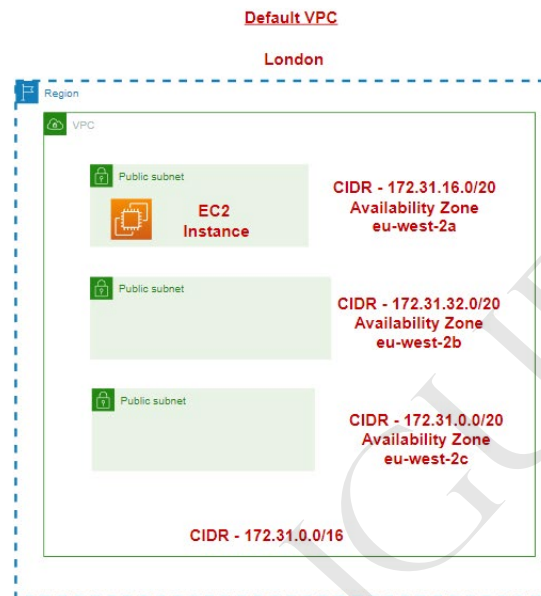 Default VPC
London
Region
VPC
Public subnet
EC2
Instance
CIDR - 172.31.16.0/20
Availability Zone
eu-west-2a
Public subnet
CIDR - 172.31.32.0/20
Availability Zone
eu-west-2b
Public subnet
CIDR - 172.31.0.0/20
Availability Zone
eu-west-2c
CIDR - 172.31.0.0/16